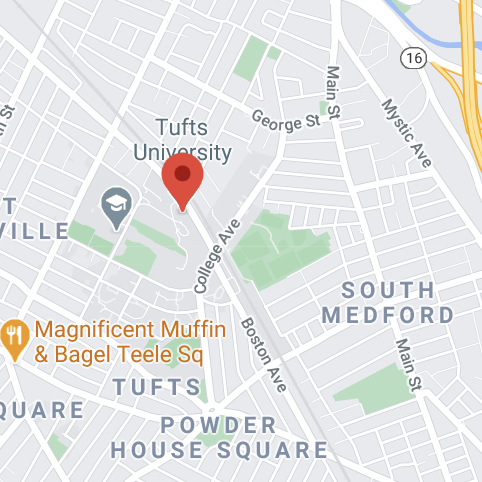 16
Main St
George St
Mystic Ave
Tufts
University
St
T
VILLE
College Ave
SOUTH
MEDFORD
Magnificent Muffin
& Bagel Teele Sq
Boston Ave
Main St
TUFTS
QUARE
POWDER
HOUSE SQUARE